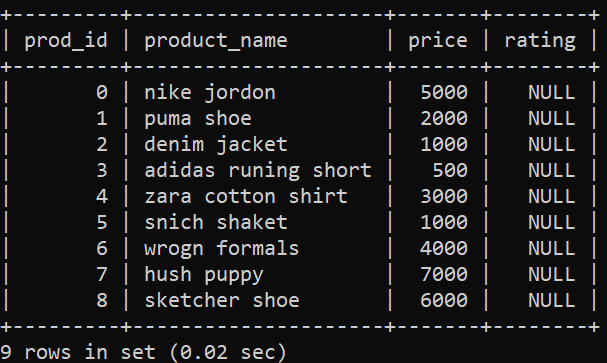 +---------+---------------------+-------+--------+
| prod_id | product_name        | price | rating |
+---------+---------------------+-------+--------+
|       0 | nike jordon         |  5000 |   NULL |
|       1 | puma shoe           |  2000 |   NULL |
|       2 | denim jacket        |  1000 |   NULL |
|       3 | adidas runing short |   500 |   NULL |
|       4 | zara cotton shirt   |  3000 |   NULL |
|       5 | snich shaket        |  1000 |   NULL |
|       6 | wrogn formals       |  4000 |   NULL |
|       7 | hush puppy          |  7000 |   NULL |
|       8 | sketcher shoe       |  6000 |   NULL |
+---------+---------------------+-------+--------+
9 rows in set (0.02 sec)